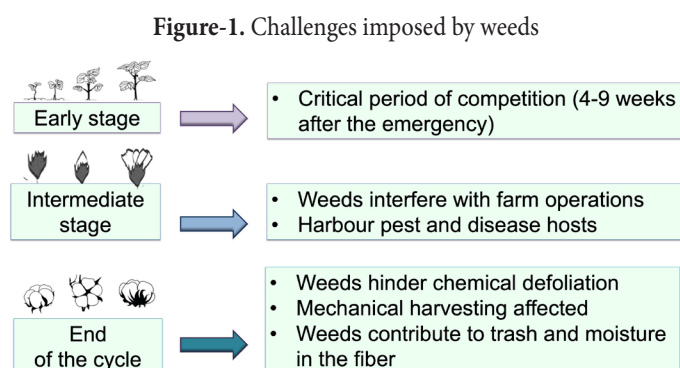 Figure-1. Challenges imposed by weeds
Early stage
• Critical period of competition (4-9 weeks
after the emergency)
Intermediate
stage
• Weeds interfere with farm operations
• Harbour pest and disease hosts
End
of the cycle
• Weeds hinder chemical defoliation
• Mechanical harvesting affected
• Weeds contribute to trash and moisture
in the fiber